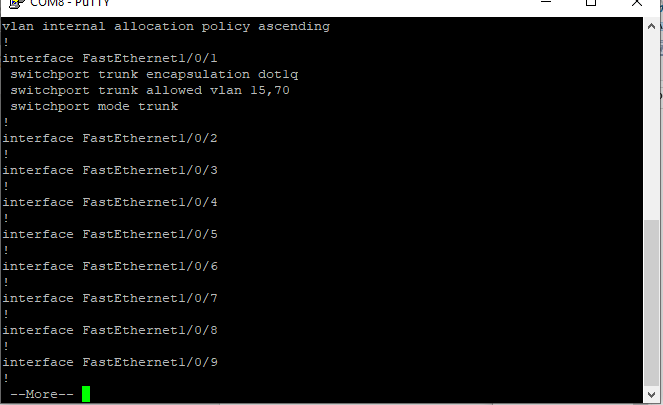 COM8 - PuTTY
vlan internal allocation policy ascending
!
interface FastEthernet1/0/1
 switchport trunk encapsulation dot1q
 switchport trunk allowed vlan 15,70
 switchport mode trunk
!
interface FastEthernet1/0/2
!
interface FastEthernet1/0/3
!
interface FastEthernet1/0/4
!
interface FastEthernet1/0/5
!
interface FastEthernet1/0/6
!
interface FastEthernet1/0/7
!
interface FastEthernet1/0/8
!
interface FastEthernet1/0/9
!
 --More--